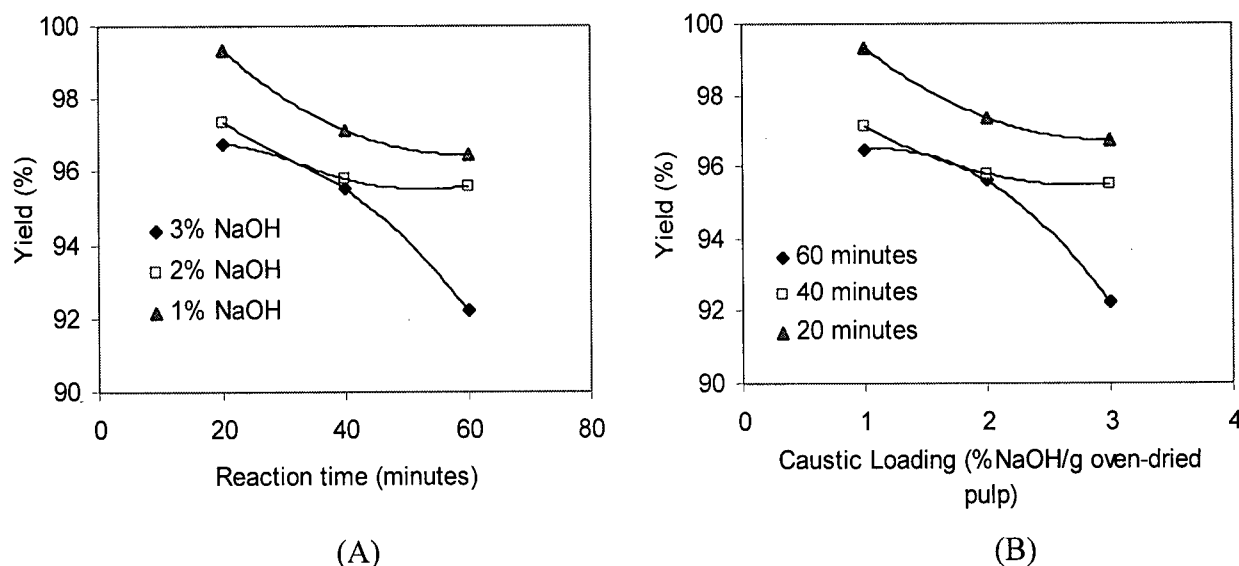 100
98
96
94
92
90
Yield (%)
3% NaOH
2% NaOH
1% NaOH
0
20
40
60
80
Reaction time (minutes)
(A)
100
98
96
94
92
90
Yield (%)
60 minutes
40 minutes
20 minutes
0
1
2
3
4
Caustic Loading (%NaOH/g oven-dried
pulp)
(B)